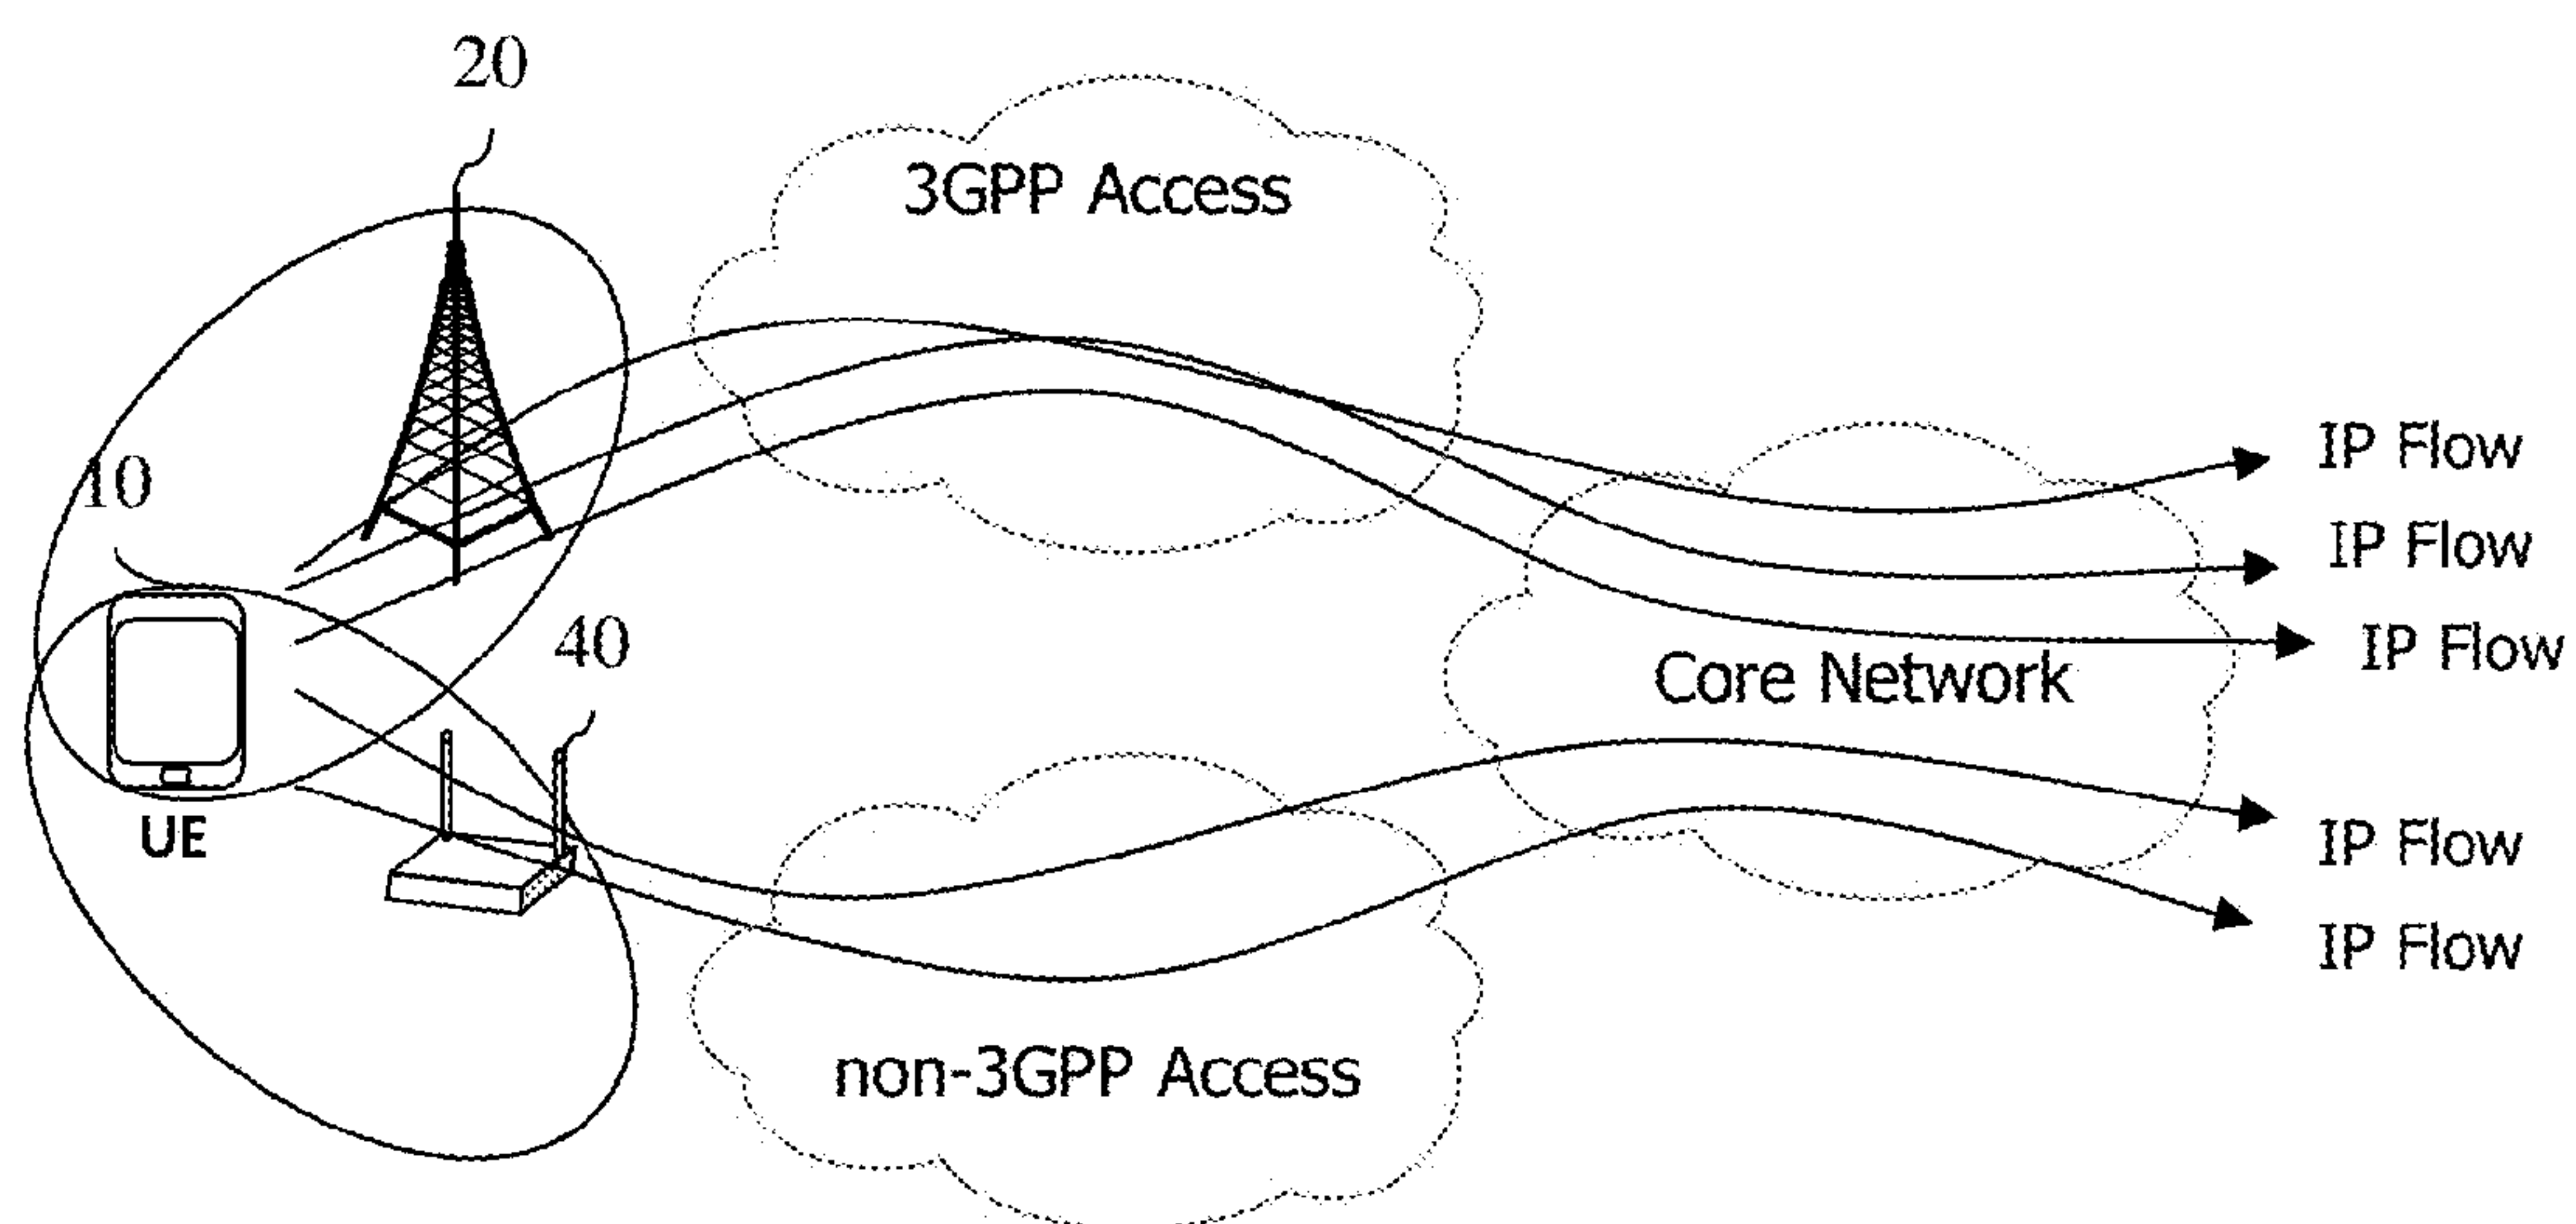 20
3GPP Access
10
IP Flow
IP Flow
IP Flow
40
Core Network
UE
IP Flow
IP Flow
non-3GPP Access